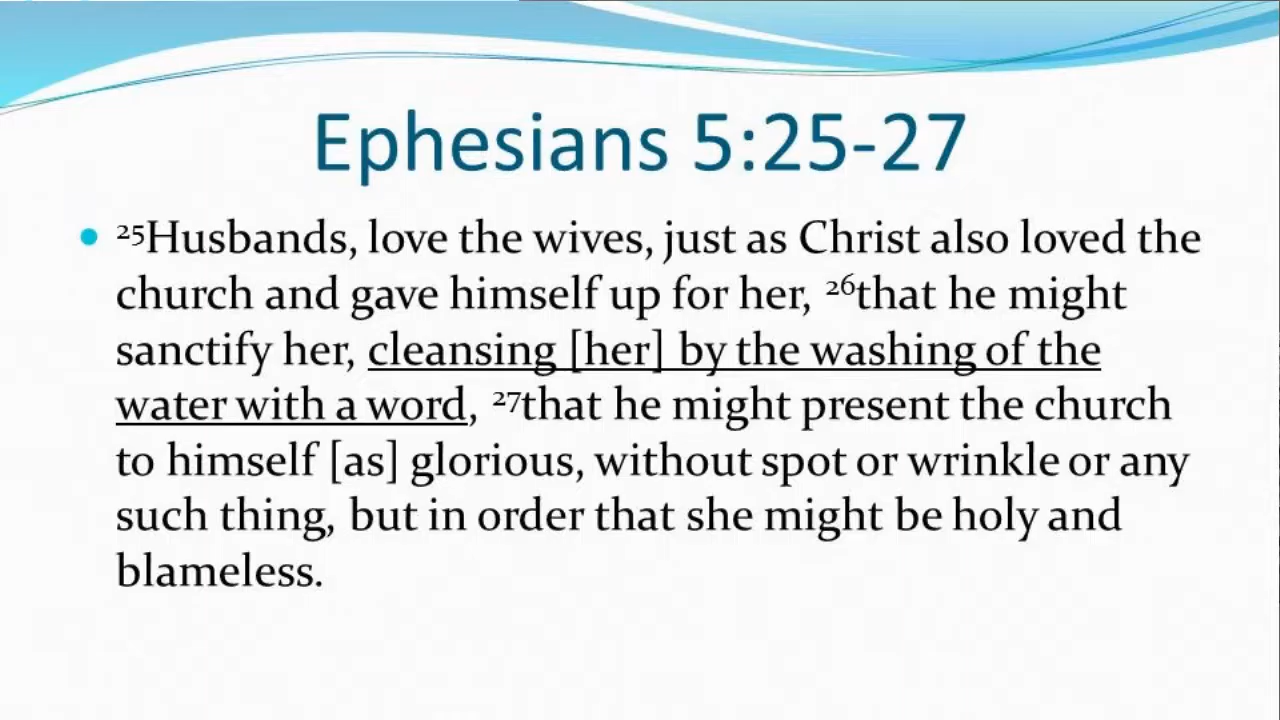 Ephesians 5:25-27
• ²⁵Husbands, love the wives, just as Christ also loved the
church and gave himself up for her, ²⁶that he might
sanctify her, cleansing [her] by the washing of the
water with a word, ²⁷that he might present the church
to himself [as] glorious, without spot or wrinkle or any
such thing, but in order that she might be holy and
blameless.